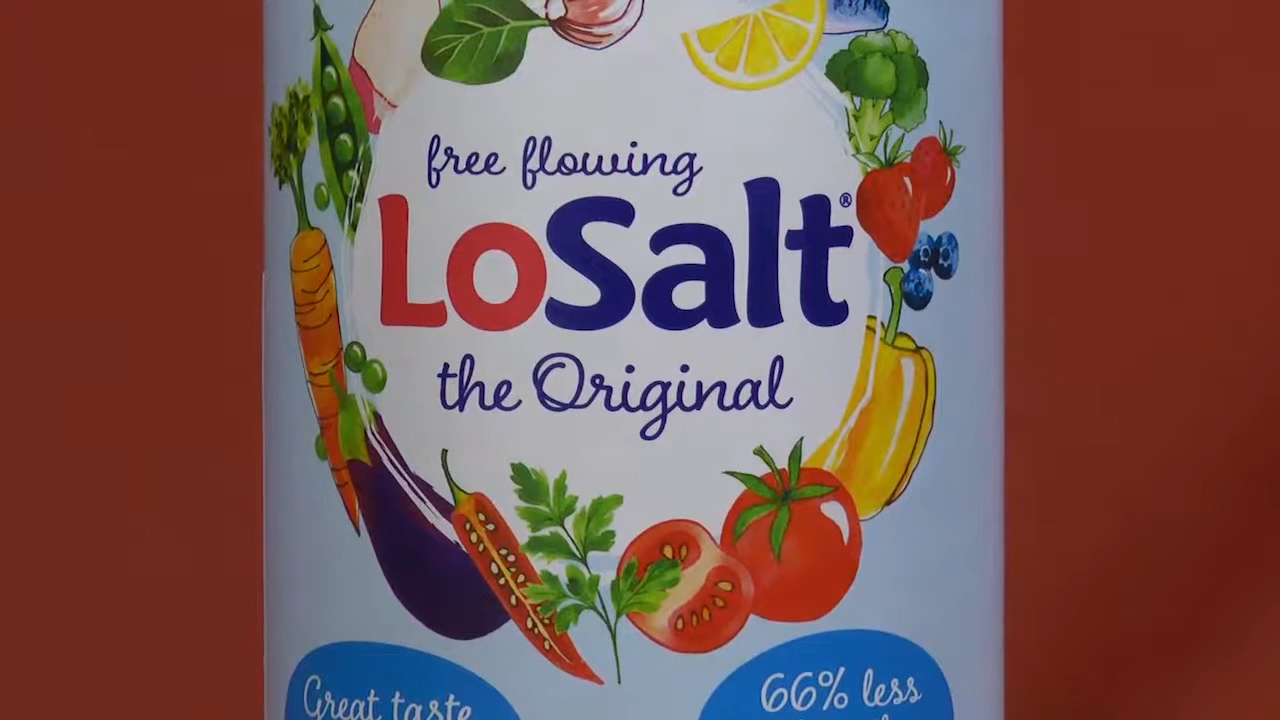 free flowing
LoSalt®
the Original
Great taste
66% less